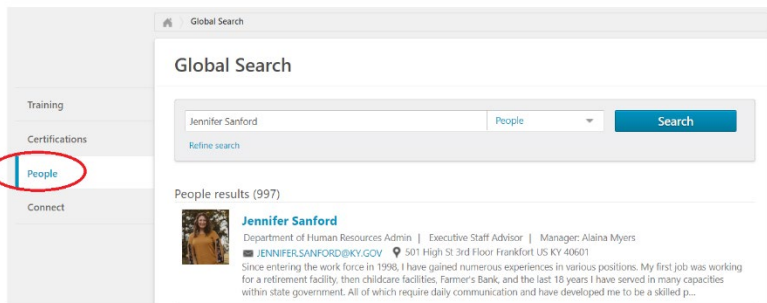 Global Search
Global Search
Training
Certifications
People
Connect
Jennifer Sanford
People
Search
Refine search
People results (997)
Jennifer Sanford
Department of Human Resources Admin | Executive Staff Advisor | Manager: Alaina Myers
JENNIFER.SANFORD@KY.GOV 501 High St 3rd Floor Frankfort US KY 40601
Since entering the work force in 1998, I have gained numerous experiences in various positions. My first job was working
for a retirement facility, then childcare facilities, Farmer's Bank, and the last 18 years I have served in many capacities
within state government. All of which require daily communication and have developed me to be a skilled p...